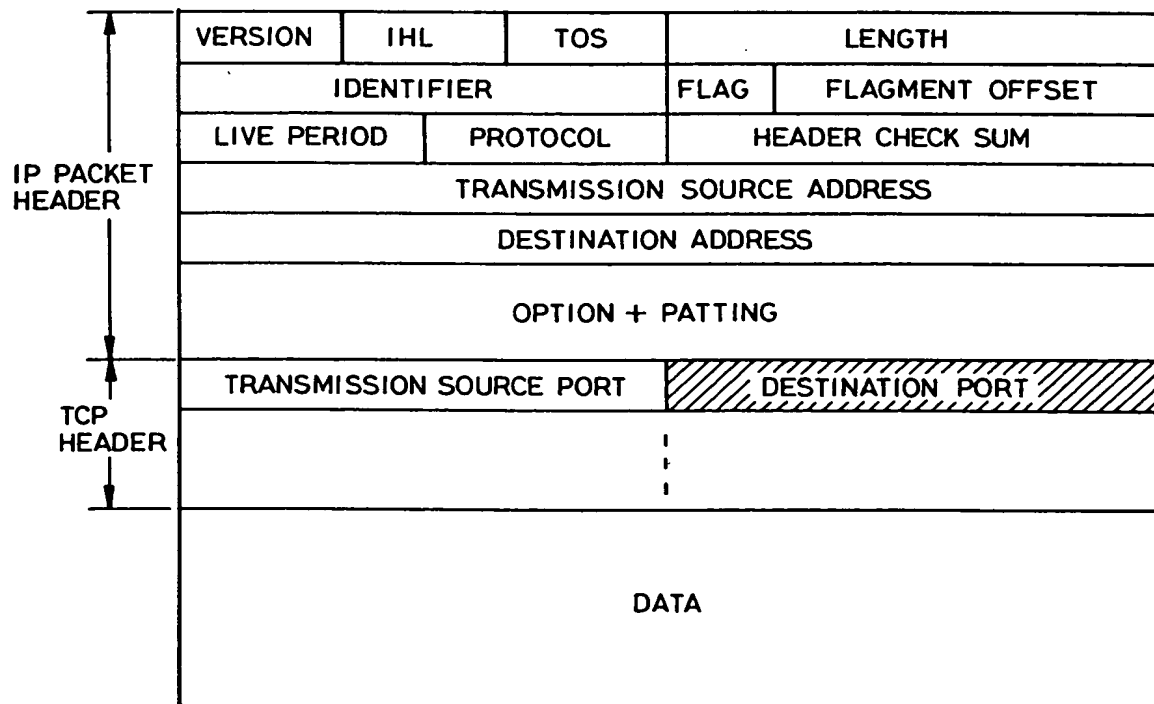 VERSION IHL TOS LENGTH
IDENTIFIER FLAG FLAGMENT OFFSET
LIVE PERIOD PROTOCOL HEADER CHECK SUM
IP PACKET
HEADER
TRANSMISSION SOURCE ADDRESS
DESTINATION ADDRESS
OPTION + PATTING
TRANSMISSION SOURCE PORT DESTINATION PORT
TCP
HEADER
DATA